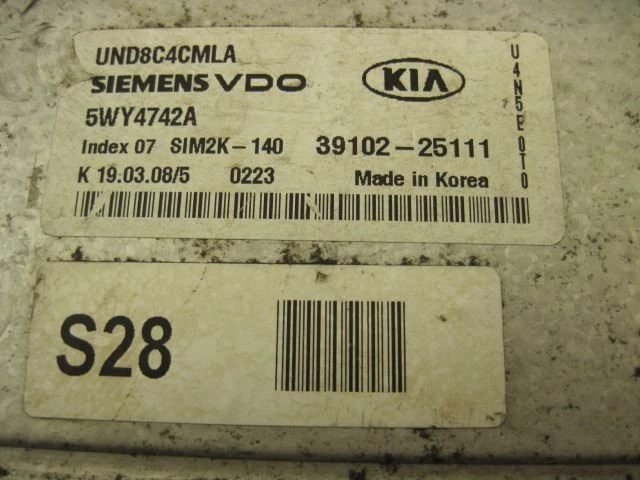 UND8C4CMLA
SIEMENS VDO KIA
5WY4742A
Index 07 SIM2K-140 39102-25111
K 19.03.08/5 0223 Made in Korea
U4N5E0T0
S28